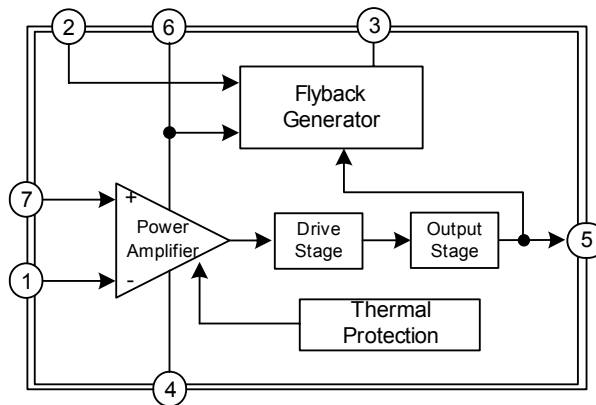 2
6
3
Flyback
Generator
7
+
Power
Amplifier
-
1
Drive
Stage
Output
Stage
5
Thermal
Protection
4